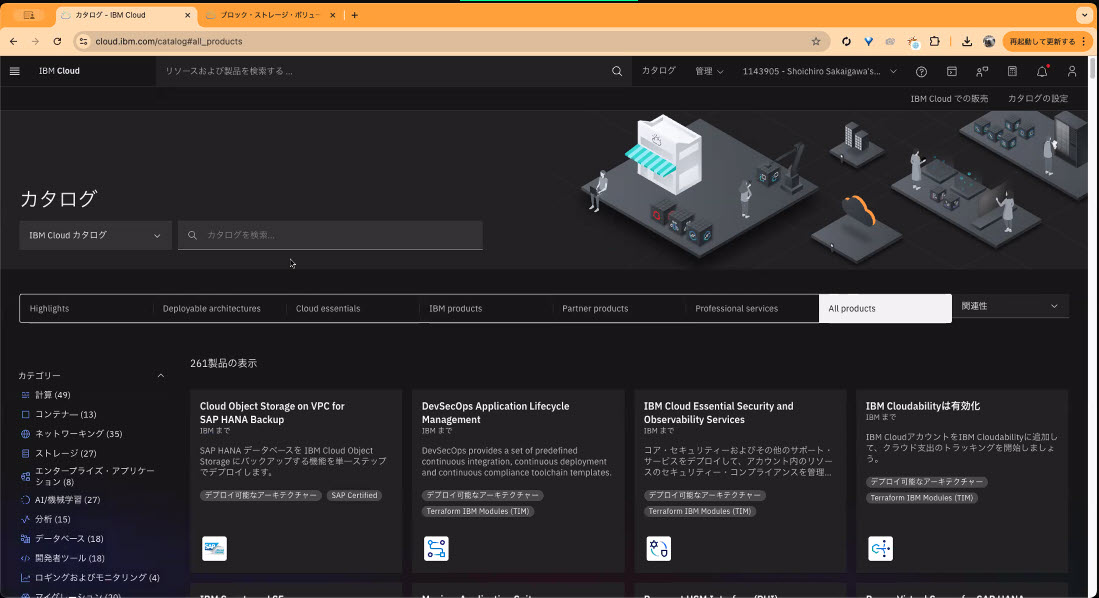 カタログ - IBM Cloud
ブロック・ストレージ・ボリュー
cloud.ibm.com/catalog#all_products
再起動して更新する
IBM Cloud
リソースおよび製品を検索する ...
カタログ
管理
1143905 - Shoichiro Sakaigawa's...
IBM Cloud での販売
カタログの設定
カタログ
IBM Cloud カタログ
カタログを検索...
Highlights
Deployable architectures
Cloud essentials
IBM products
Partner products
Professional services
All products
関連性
261製品の表示
カテゴリー
計算 (49)
コンテナー (13)
ネットワーキング (35)
ストレージ (27)
エンタープライズ・アプリケー
ション (8)
AI/機械学習 (27)
分析 (15)
データベース (18)
開発者ツール (18)
ロギングおよびモニタリング (4)
マイグレーション (20)
Cloud Object Storage on VPC for
SAP HANA Backup
IBM まで
SAP HANA データベースを IBM Cloud Object
Storage にバックアップする機能を単一ステップ
でデプロイします。
デプロイ可能なアーキテクチャー
SAP Certified
DevSecOps Application Lifecycle
Management
IBM まで
DevSecOps provides a set of predefined
continuous integration, continuous deployment
and continuous compliance toolchain templates.
デプロイ可能なアーキテクチャー
Terraform IBM Modules (TIM)
IBM Cloud Essential Security and
Observability Services
IBM まで
コア・セキュリティーおよびその他のサポート・
サービスをデプロイして、アカウント内のリソー
スのセキュリティー・コンプライアンスを管理...
デプロイ可能なアーキテクチャー
Terraform IBM Modules (TIM)
IBM Cloudabilityは有効化
IBM まで
IBM CloudアカウントをIBM Cloudabilityに追加し
て、クラウド支出のトラッキングを開始しましょ
う。
デプロイ可能なアーキテクチャー
Terraform IBM Modules (TIM)